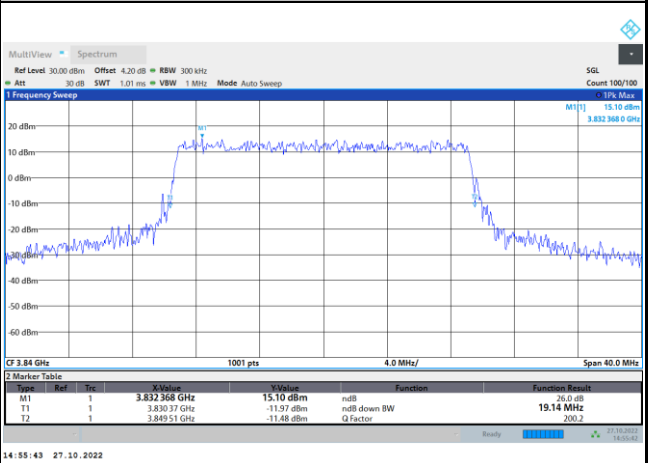 MultiView Spectrum
Ref Level 30.00 dBm Offset 4.20 dB RBW 300 kHz SGL
Att 30 dB SWT 1.01 ms VBW 1 MHz Mode Auto Sweep Count 100/100
1 Frequency Sweep 1Pk Max
M1[1] 15.10 dBm
3.832 368 0 GHz
20 dBm
M1
10 dBm
0 dBm
-10 dBm
-20 dBm
-30 dBm
-40 dBm
-50 dBm
-60 dBm
CF 3.84 GHz 1001 pts 4.0 MHz/ Span 40.0 MHz
2 Marker Table
Type Ref Trc X-Value Y-Value Function Function Result
M1 1 3.832 368 GHz 15.10 dBm ndB 26.0 dB
T1 1 3.830 37 GHz -11.97 dBm ndB down BW 19.14 MHz
T2 1 3.849 51 GHz -11.48 dBm Q Factor 200.2
Ready 27.10.2022
14:55:42
14:55:43 27.10.2022